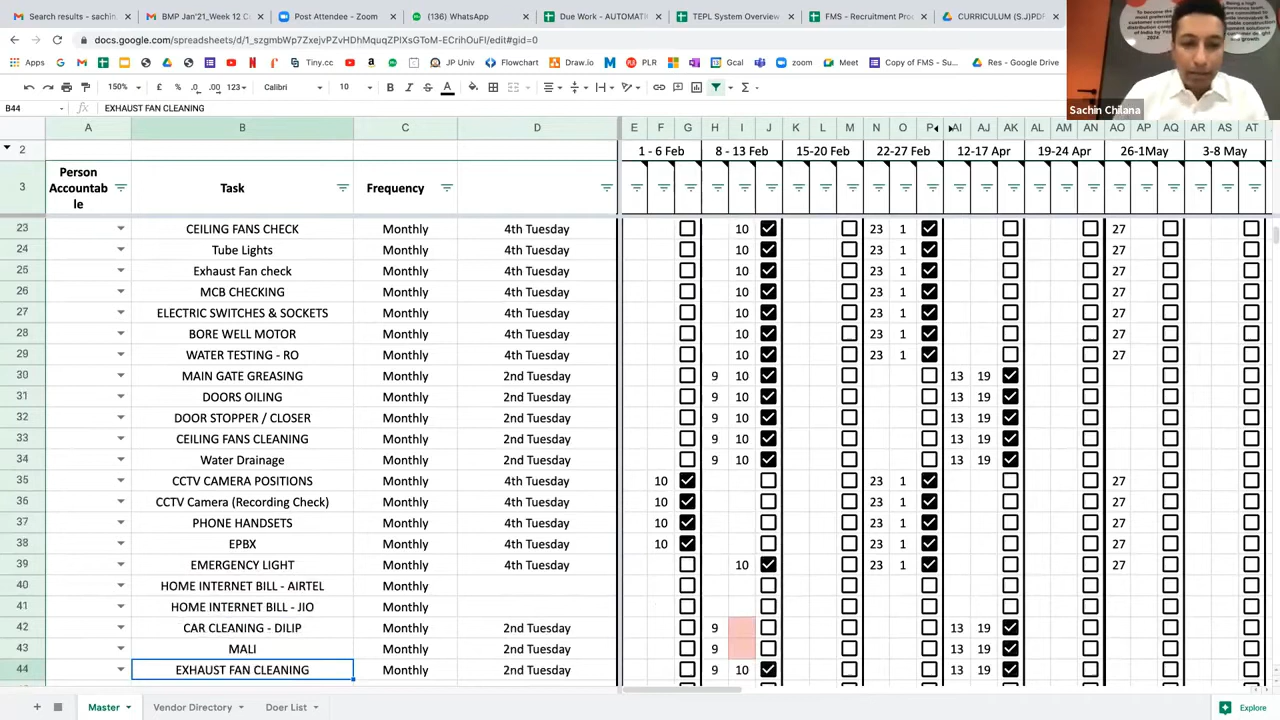 Search results - sachin
BMP Jan'21_Week 12 C
Post Attendee - Zoom
(10) WhatsApp
TEPL System Overview
FMS - Recruitment Pro
CURRICULUM (S.J)PDF
Apps
Tiny.cc
JP Univ
Flowchart
Draw.io
PLR
Gcal
zoom
Meet
Copy of FMS - Su...
Res - Google Drive
150%
£
%
.0
.00
123
Calibri
10
B
I
S
A
Sachin Chilana
B44
fx
EXHAUST FAN CLEANING
A B C D E F G H I J K L M N O P AI AJ AK AL AM AN AO AP AQ AR AS AT
2 1 - 6 Feb 8 - 13 Feb 15-20 Feb 22-27 Feb 12-17 Apr 19-24 Apr 26-1May 3-8 May
3 Person Accountab le Task Frequency
23 CEILING FANS CHECK Monthly 4th Tuesday 10 23 1 27
24 Tube Lights Monthly 4th Tuesday 10 23 1 27
25 Exhaust Fan check Monthly 4th Tuesday 10 23 1 27
26 MCB CHECKING Monthly 4th Tuesday 10 23 1 27
27 ELECTRIC SWITCHES & SOCKETS Monthly 4th Tuesday 10 23 1 27
28 BORE WELL MOTOR Monthly 4th Tuesday 10 23 1 27
29 WATER TESTING - RO Monthly 4th Tuesday 10 23 1 27
30 MAIN GATE GREASING Monthly 2nd Tuesday 9 10 13 19
31 DOORS OILING Monthly 2nd Tuesday 9 10 13 19
32 DOOR STOPPER / CLOSER Monthly 2nd Tuesday 9 10 13 19
33 CEILING FANS CLEANING Monthly 2nd Tuesday 9 10 13 19
34 Water Drainage Monthly 2nd Tuesday 9 10 13 19
35 CCTV CAMERA POSITIONS Monthly 4th Tuesday 10 23 1 27
36 CCTV Camera (Recording Check) Monthly 4th Tuesday 10 23 1 27
37 PHONE HANDSETS Monthly 4th Tuesday 10 23 1 27
38 EPBX Monthly 4th Tuesday 10 23 1 27
39 EMERGENCY LIGHT Monthly 4th Tuesday 10 23 1 27
40 HOME INTERNET BILL - AIRTEL Monthly
41 HOME INTERNET BILL - JIO Monthly
42 CAR CLEANING - DILIP Monthly 2nd Tuesday 9 13 19
43 MALI Monthly 2nd Tuesday 9 13 19
44 EXHAUST FAN CLEANING Monthly 2nd Tuesday 9 10 13 19
Master
Vendor Directory
Doer List
Explore